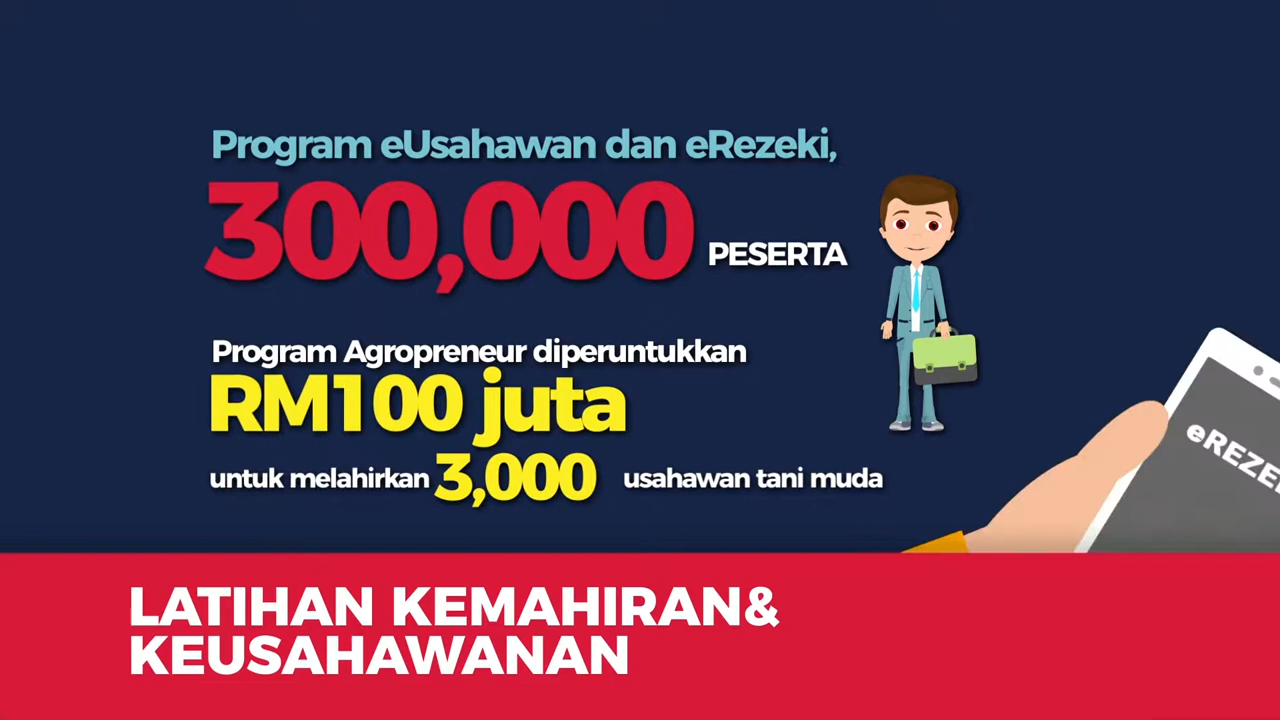 Program eUsahawan dan eRezeki,
300,000 PESERTA
Program Agropreneur diperuntukkan
RM100 juta
untuk melahirkan 3,000 usahawan tani muda
LATIHAN KEMAHIRAN&
KEUSAHAWANAN